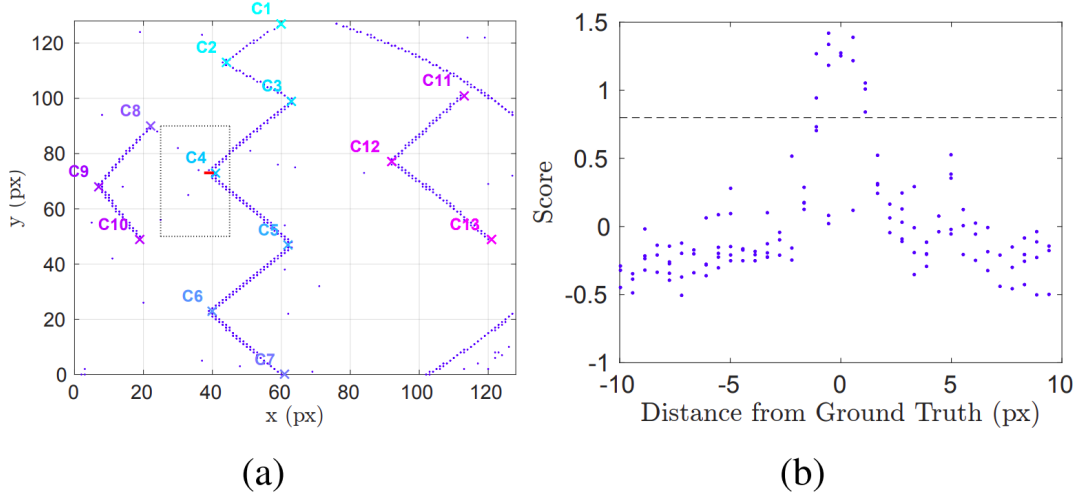 C1
120
C2
C3
100
C11
C8
80
C12
C4
C9
60
C10
C5
C13
40
C6
20
C7
0
0 20 40 60 80 100 120
x (px)
y (px)
(a)
1.5
1
0.5
0
-0.5
-1
-10 -5 0 5 10
Score
Distance from Ground Truth (px)
(b)